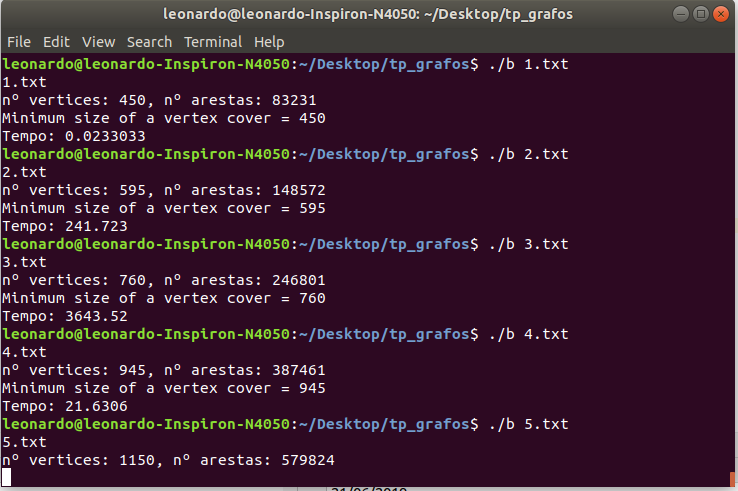 leonardo@leonardo-Inspiron-N4050: ~/Desktop/tp_grafos
File Edit View Search Terminal Help
leonardo@leonardo-Inspiron-N4050:~/Desktop/tp_grafos$ ./b 1.txt
1.txt
nº vertices: 450, nº arestas: 83231
Minimum size of a vertex cover = 450
Tempo: 0.0233033
leonardo@leonardo-Inspiron-N4050:~/Desktop/tp_grafos$ ./b 2.txt
2.txt
nº vertices: 595, nº arestas: 148572
Minimum size of a vertex cover = 595
Tempo: 241.723
leonardo@leonardo-Inspiron-N4050:~/Desktop/tp_grafos$ ./b 3.txt
3.txt
nº vertices: 760, nº arestas: 246801
Minimum size of a vertex cover = 760
Tempo: 3643.52
leonardo@leonardo-Inspiron-N4050:~/Desktop/tp_grafos$ ./b 4.txt
4.txt
nº vertices: 945, nº arestas: 387461
Minimum size of a vertex cover = 945
Tempo: 21.6306
leonardo@leonardo-Inspiron-N4050:~/Desktop/tp_grafos$ ./b 5.txt
5.txt
nº vertices: 1150, nº arestas: 579824